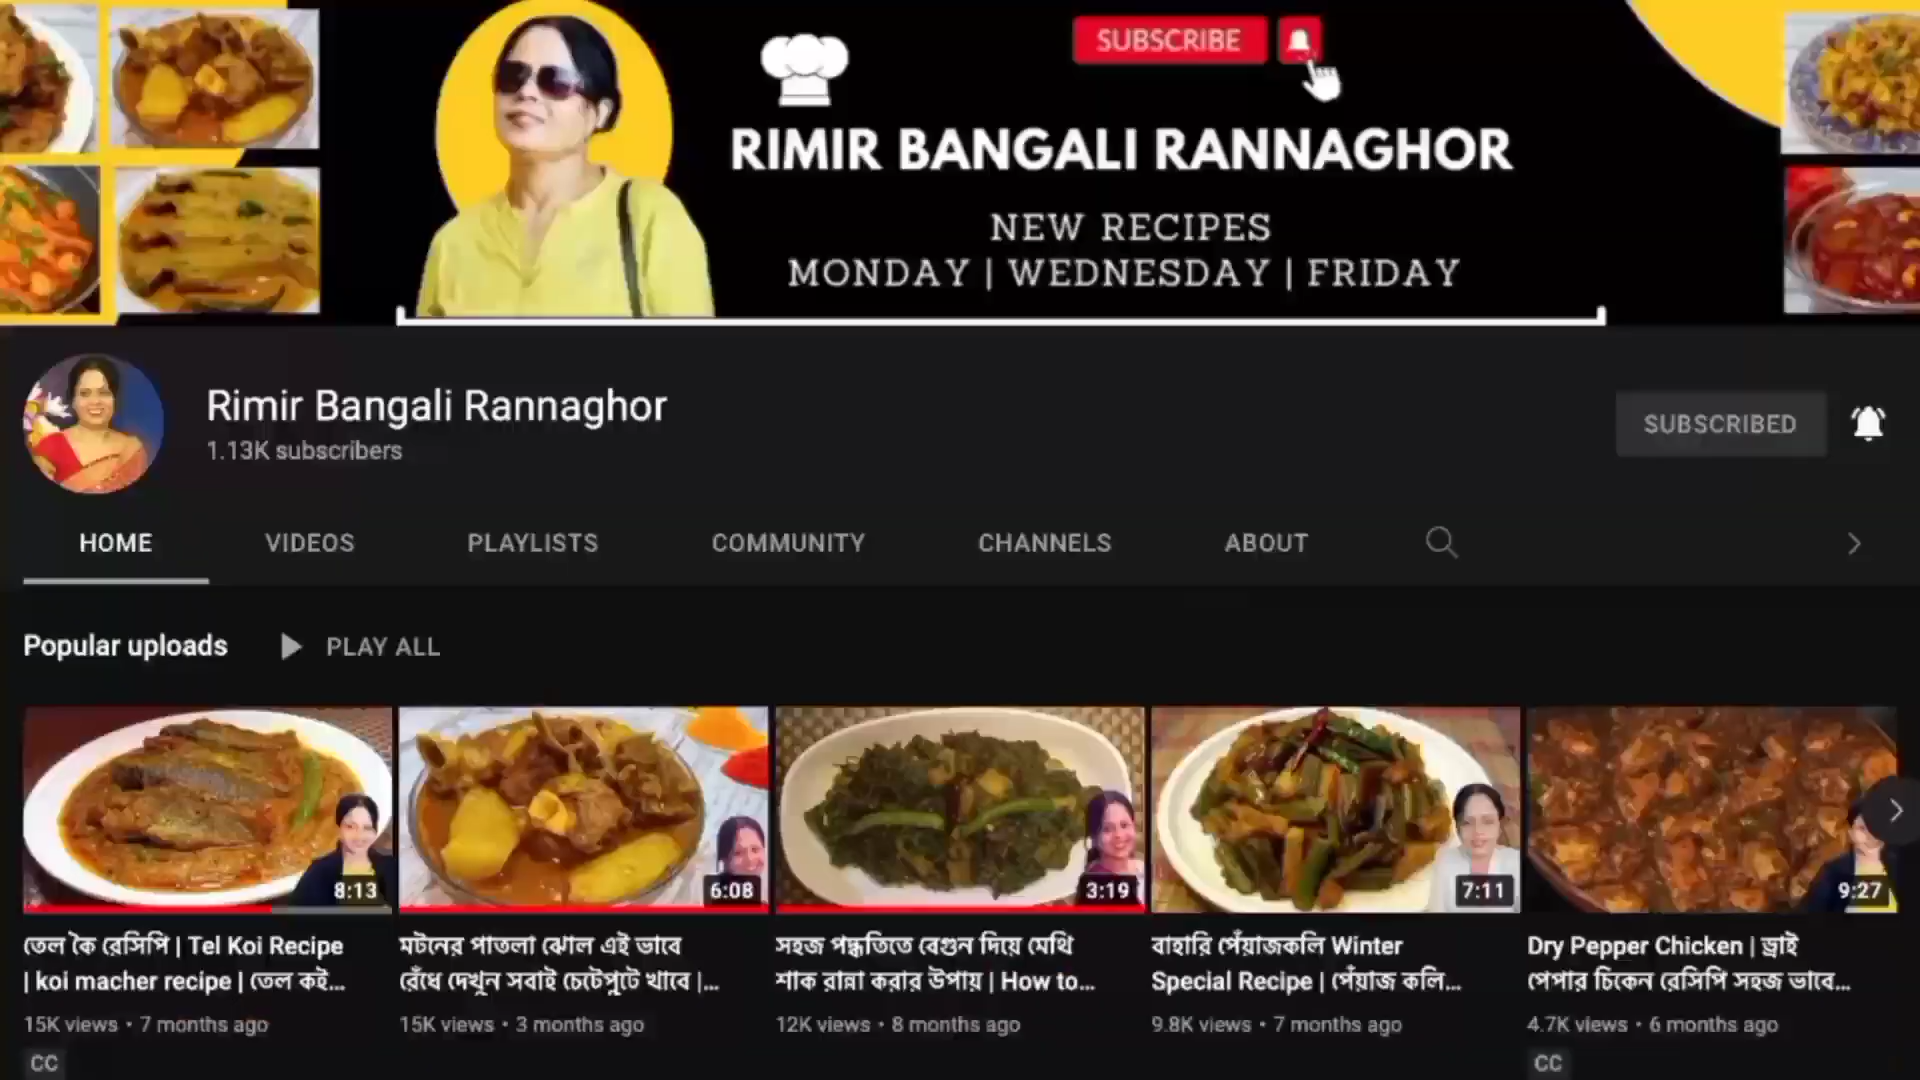 SUBSCRIBE
RIMIR BANGALI RANNAGHOR
NEW RECIPES
MONDAY | WEDNESDAY | FRIDAY
Rimir Bangali Rannaghor
1.13K subscribers
SUBSCRIBED
HOME VIDEOS PLAYLISTS COMMUNITY CHANNELS ABOUT
Popular uploads PLAY ALL
8:13 6:08 3:19 7:11 9:27
তেল কৈ রেসিপি | Tel Koi Recipe
| koi macher recipe | তেল কই...
15K views • 7 months ago
CC
মটনের পাতলা ঝোল এই ভাবে
রেঁধে দেখুন সবাই চেটেপুটে খাবে |...
15K views • 3 months ago
সহজ পদ্ধতিতে বেগুন দিয়ে মেথি
শাক রান্না করার উপায় | How to...
12K views • 8 months ago
বাহারি পেঁয়াজকলি Winter
Special Recipe | পেঁয়াজ কলি...
9.8K views • 7 months ago
Dry Pepper Chicken | ড্রাই
পেপার চিকেন রেসিপি সহজ ভাবে...
4.7K views • 6 months ago
CC